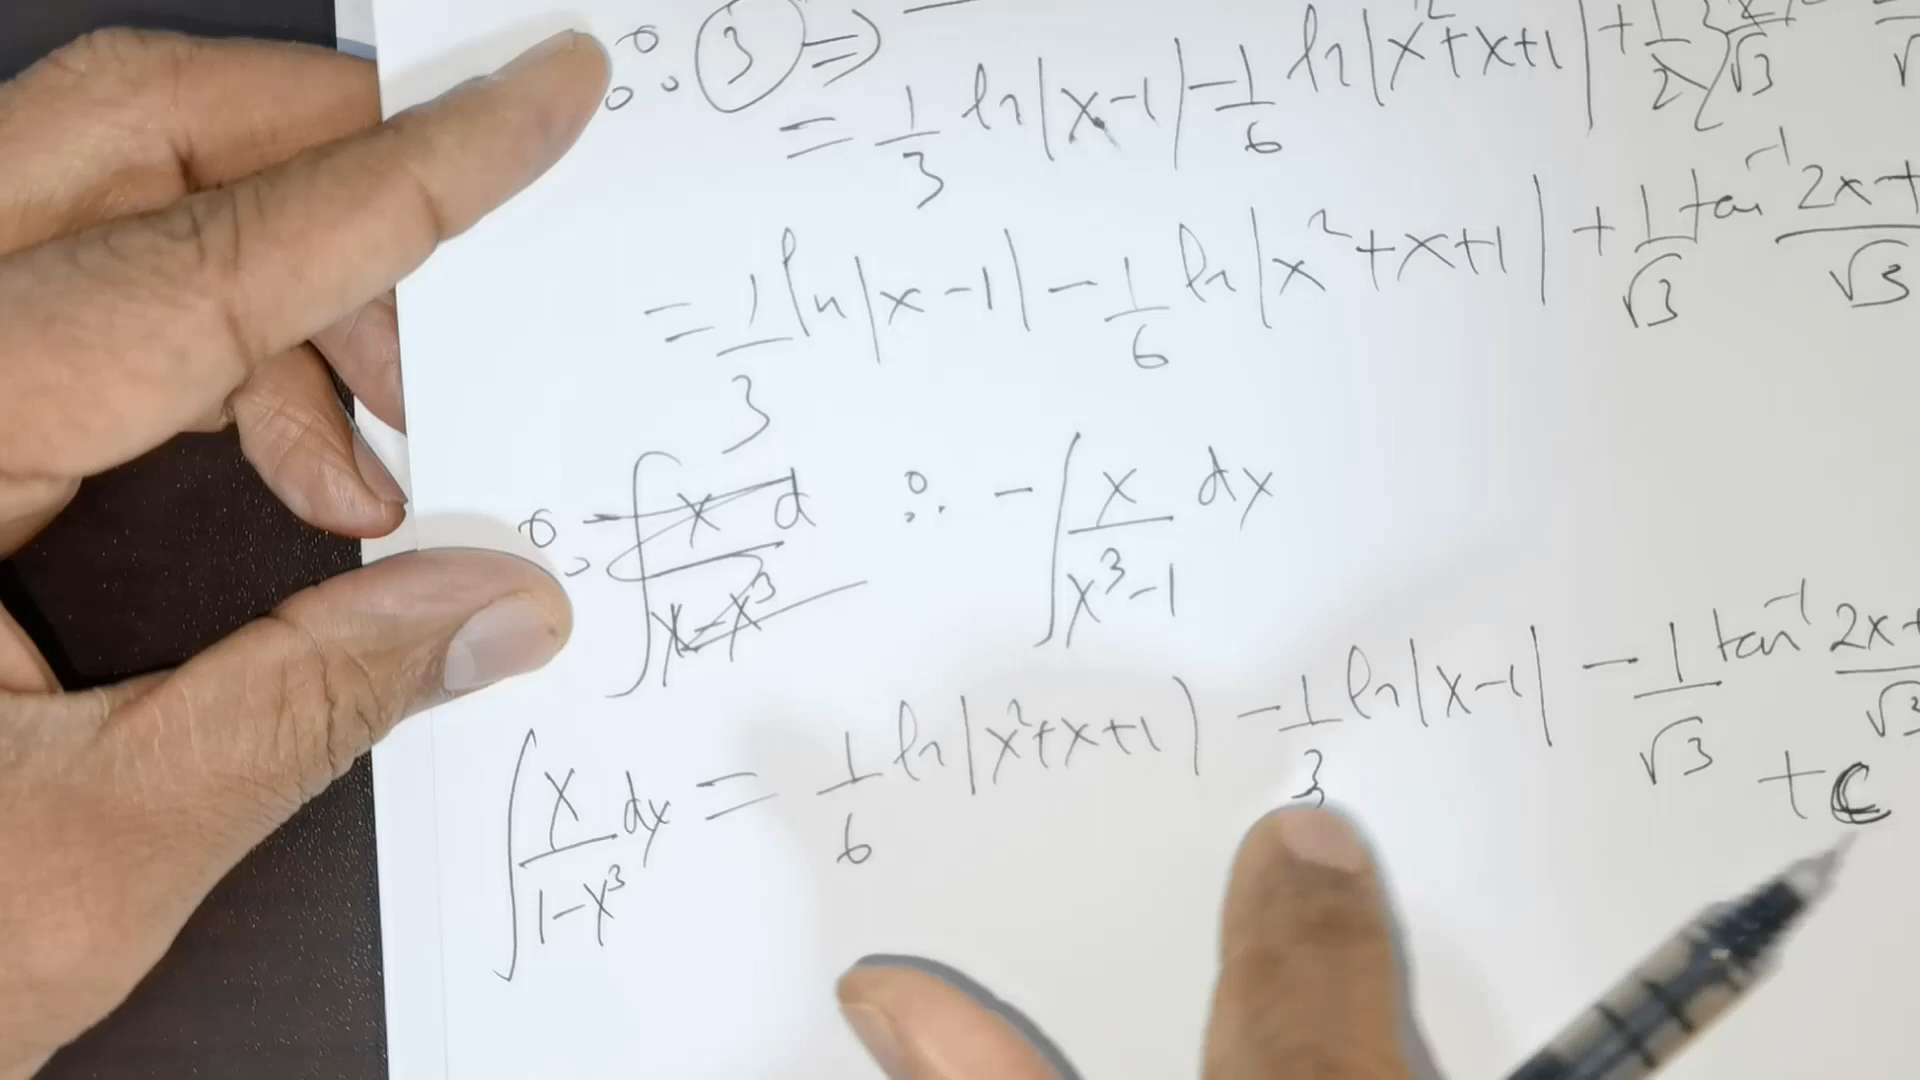 ∴ ③ ⇒
= 1/3 ln|x-1| - 1/6 ln|x²+x+1| + 1/2 { 2/√3
= 1/3 ln|x-1| - 1/6 ln|x²+x+1| + 1/√3 tan⁻¹ 2x+ / √3
∴ ∴ - ∫ x/(x³-1) dx
∫ x/(1-x³) dx = 1/6 ln|x²+x+1| - 1/3 ln|x-1| - 1/√3 tan⁻¹ 2x+ / √3
+ c